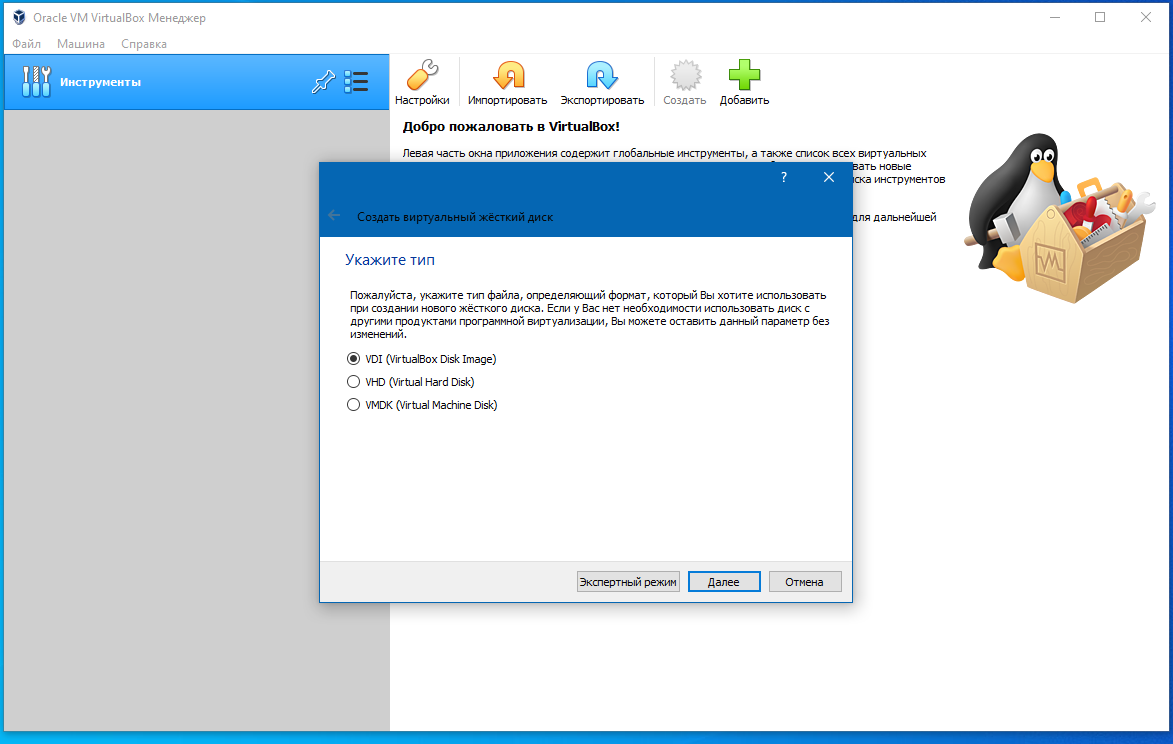 Oracle VM VirtualBox Менеджер
Файл Машина Справка
Инструменты
Настройки Импортировать Экспортировать Создать Добавить
Добро пожаловать в VirtualBox!
Левая часть окна приложения содержит глобальные инструменты, а также список всех виртуальных
вать новые
ска инструментов
для дальнейшей
?
Создать виртуальный жёсткий диск
Укажите тип
Пожалуйста, укажите тип файла, определяющий формат, который Вы хотите использовать
при создании нового жёсткого диска. Если у Вас нет необходимости использовать диск с
другими продуктами программной виртуализации, Вы можете оставить данный параметр без
изменений.
VDI (VirtualBox Disk Image)
VHD (Virtual Hard Disk)
VMDK (Virtual Machine Disk)
Экспертный режим Далее Отмена